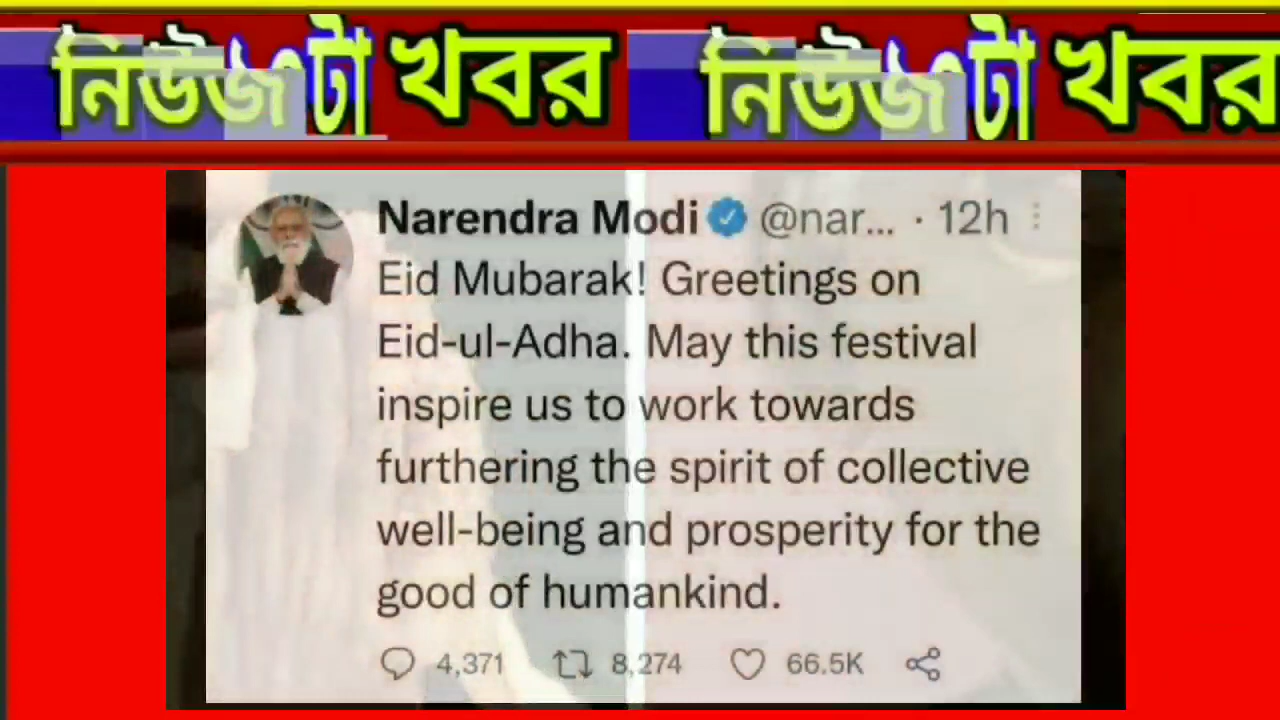 নিউজ টা খবর নিউজ টা খবর
Narendra Modi @nar... · 12h
Eid Mubarak! Greetings on
Eid-ul-Adha. May this festival
inspire us to work towards
furthering the spirit of collective
well-being and prosperity for the
good of humankind.
4,371 8,274 66.5K